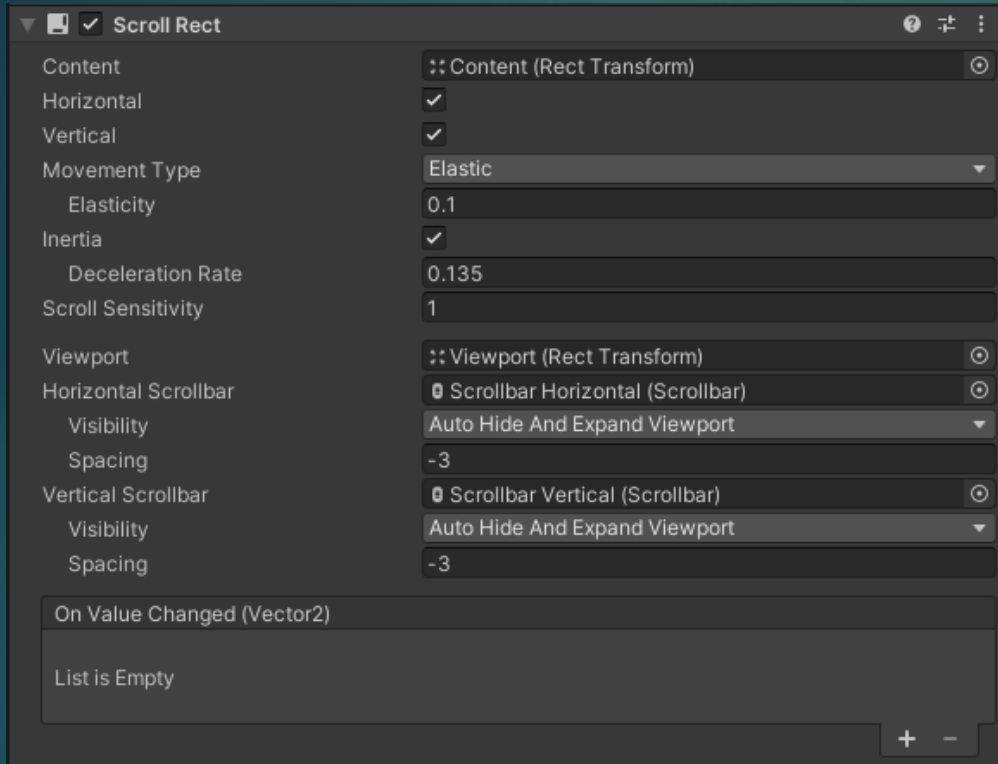 Scroll Rect
Content Content (Rect Transform)
Horizontal
Vertical
Movement Type Elastic
Elasticity 0.1
Inertia
Deceleration Rate 0.135
Scroll Sensitivity 1
Viewport Viewport (Rect Transform)
Horizontal Scrollbar Scrollbar Horizontal (Scrollbar)
Visibility Auto Hide And Expand Viewport
Spacing -3
Vertical Scrollbar Scrollbar Vertical (Scrollbar)
Visibility Auto Hide And Expand Viewport
Spacing -3
On Value Changed (Vector2)
List is Empty